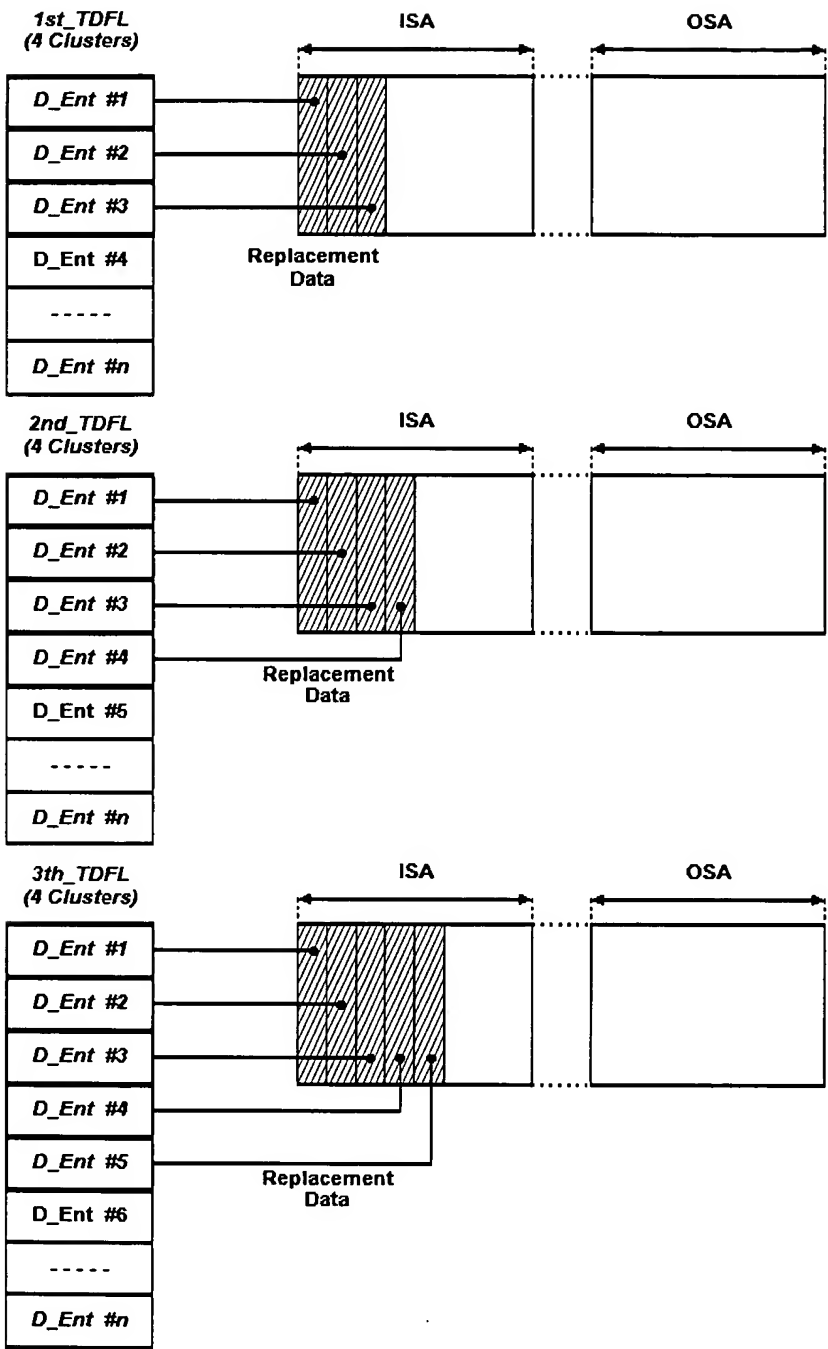 1st_TDFL
(4 Clusters)
ISA
OSA
D_Ent #1
D_Ent #2
D_Ent #3
D_Ent #4
-----
D_Ent #n
Replacement
Data
2nd_TDFL
(4 Clusters)
ISA
OSA
D_Ent #1
D_Ent #2
D_Ent #3
D_Ent #4
D_Ent #5
-----
D_Ent #n
Replacement
Data
3th_TDFL
(4 Clusters)
ISA
OSA
D_Ent #1
D_Ent #2
D_Ent #3
D_Ent #4
D_Ent #5
D_Ent #6
-----
D_Ent #n
Replacement
Data